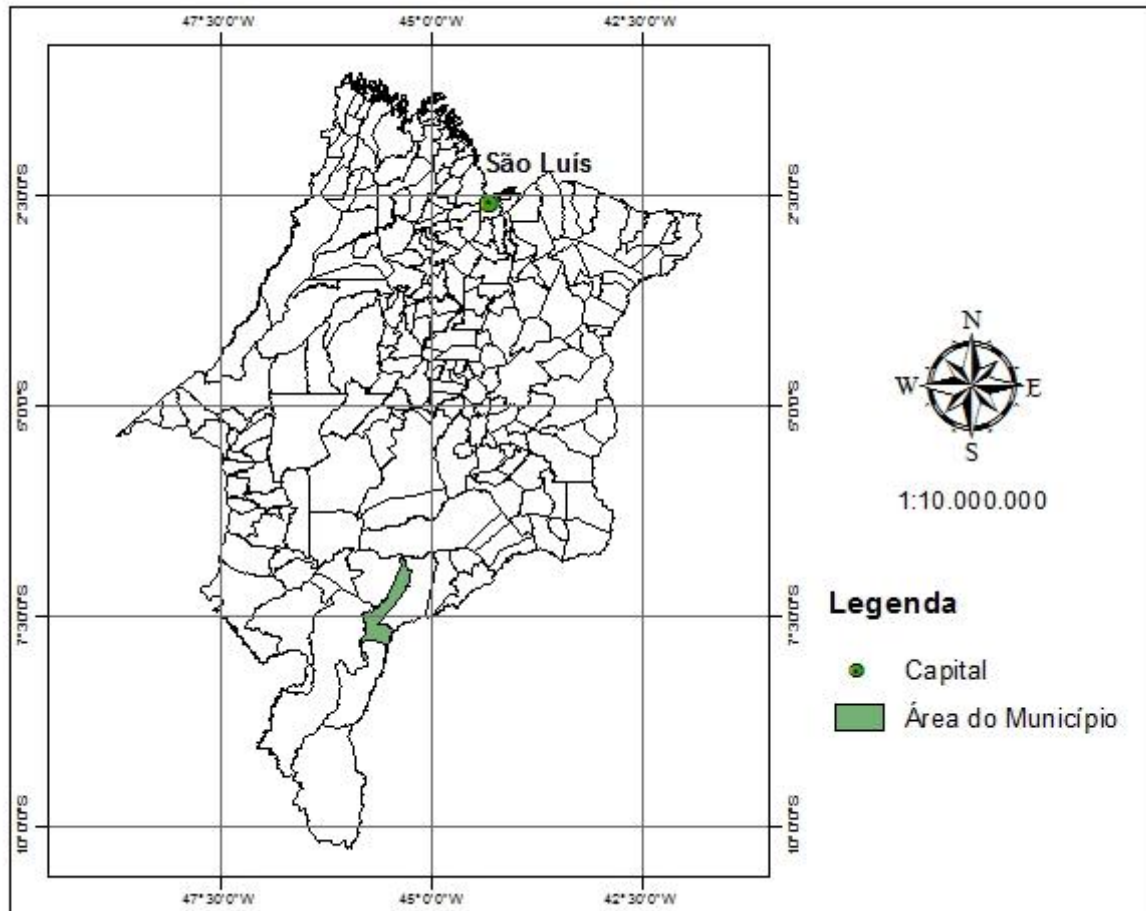 47°30'0"W 45°0'0"W 42°30'0"W
São Luís
2°30'0"S 2°30'0"S
N
W E
S
5°0'0"S 5°0'0"S
1:10.000.000
Legenda
7°30'0"S 7°30'0"S
Capital
Área do Município
10°0'0"S 10°0'0"S
47°30'0"W 45°0'0"W 42°30'0"W